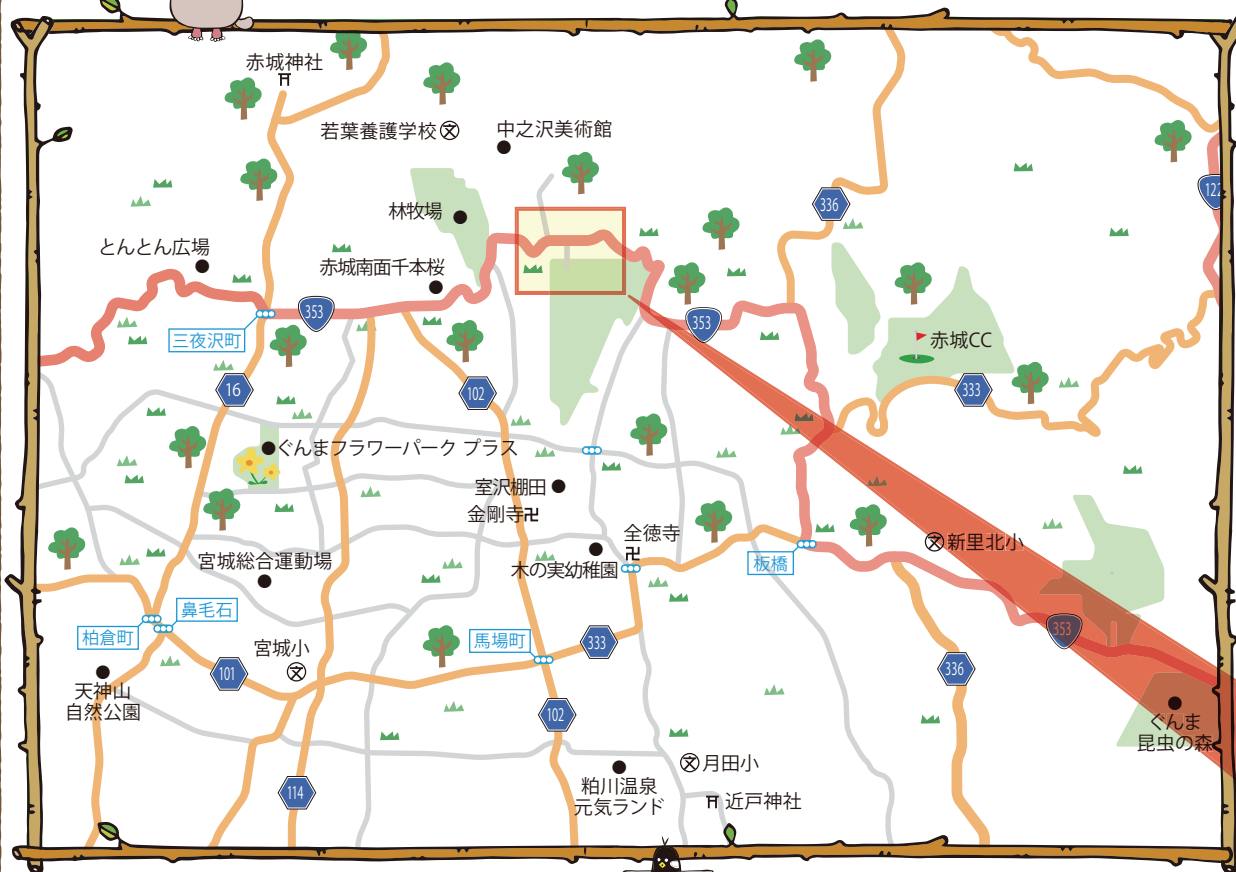 赤城神社
若葉養護学校
文
中之沢美術館
122
336
林牧場
とんとん広場
赤城南面千本桜
353
353
三夜沢町
赤城CC
16
102
333
ぐんまフラワーパーク プラス
室沢棚田
金剛寺卍
全徳寺
卍
文
新里北小
木の実幼稚園
板橋
宮城総合運動場
鼻毛石
柏倉町
馬場町
333
353
宮城小
文
101
336
天神山
自然公園
102
ぐんま
昆虫の森
文
月田小
粕川温泉
元気ランド
近戸神社
114